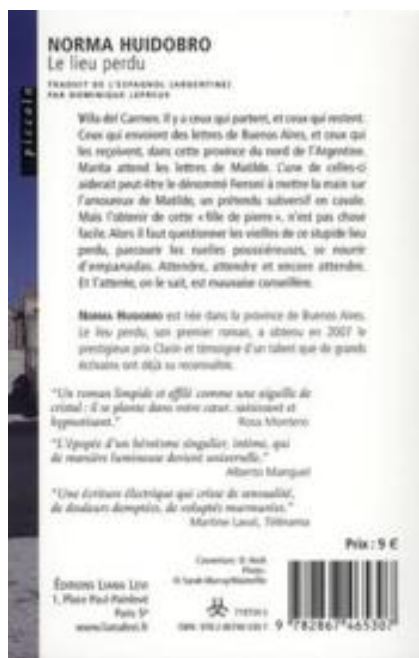 piccolo
NORMA HUIDOBRO
Le lieu perdu
TRADUIT DE L'ESPAGNOL (ARGENTINE)
PAR DOMINIQUE LEPREUX
Villa del Carmen. Il y a ceux qui partent, et ceux qui restent.
Ceux qui envoient des lettres de Buenos Aires, et ceux qui
les reçoivent, dans cette province du nord de l'Argentine.
Marita attend les lettres de Matilde. L'une de celles-ci
aiderait peut-être le dénommé Ferroni à mettre la main sur
l'amoureux de Matilde, un prétendu subversif en cavale.
Mais l'obtenir de cette « fille de pierre », n'est pas chose
facile. Alors il faut questionner les vieilles de ce stupide lieu
perdu, parcourir les ruelles poussiéreuses, se nourrir
d'empanadas. Attendre, attendre et encore attendre.
Et l'attente, on le sait, est mauvaise conseillère.
NORMA HUIDOBRO est née dans la province de Buenos Aires.
Le lieu perdu, son premier roman, a obtenu en 2007 le
prestigieux prix Clarín et témoigne d'un talent que de grands
écrivains ont déjà su reconnaître.
"Un roman limpide et effilé comme une aiguille de
cristal : il se plante dans votre cœur, saisissant et
hypnotisant." Rosa Montero
"L'épopée d'un héroïsme singulier, intime, qui
de manière lumineuse devient universelle."
Alberto Manguel
"Une écriture électrique qui crisse de sensualité,
de douleurs domptées, de voluptés murmurées."
Martine Laval, Télérama
Prix : 9 €
Couverture : D. Hoch
Photo :
ÉDITIONS LIANA LEVI
1, Place Paul-Painlevé
Paris 5e
www.lianalevi.fr
9 782867 465307